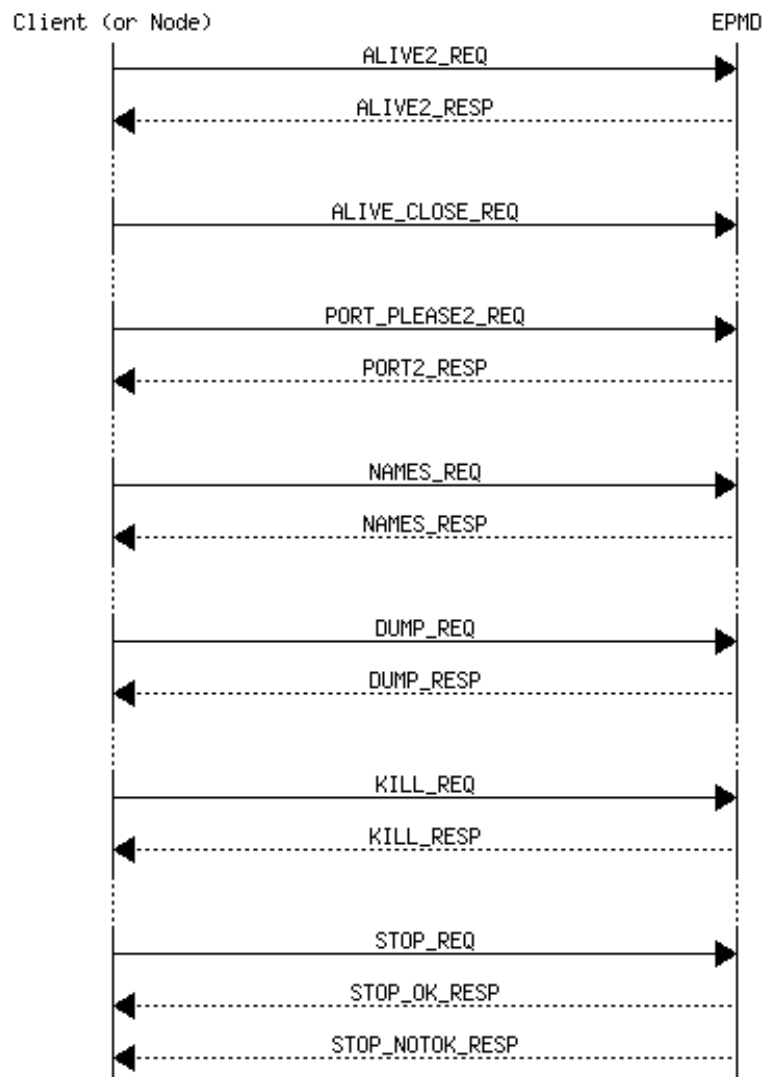 Client (or Node) EPMD
ALIVE2_REQ
ALIVE2_RESP
ALIVE_CLOSE_REQ
PORT_PLEASE2_REQ
PORT2_RESP
NAMES_REQ
NAMES_RESP
DUMP_REQ
DUMP_RESP
KILL_REQ
KILL_RESP
STOP_REQ
STOP_OK_RESP
STOP_NOTOK_RESP